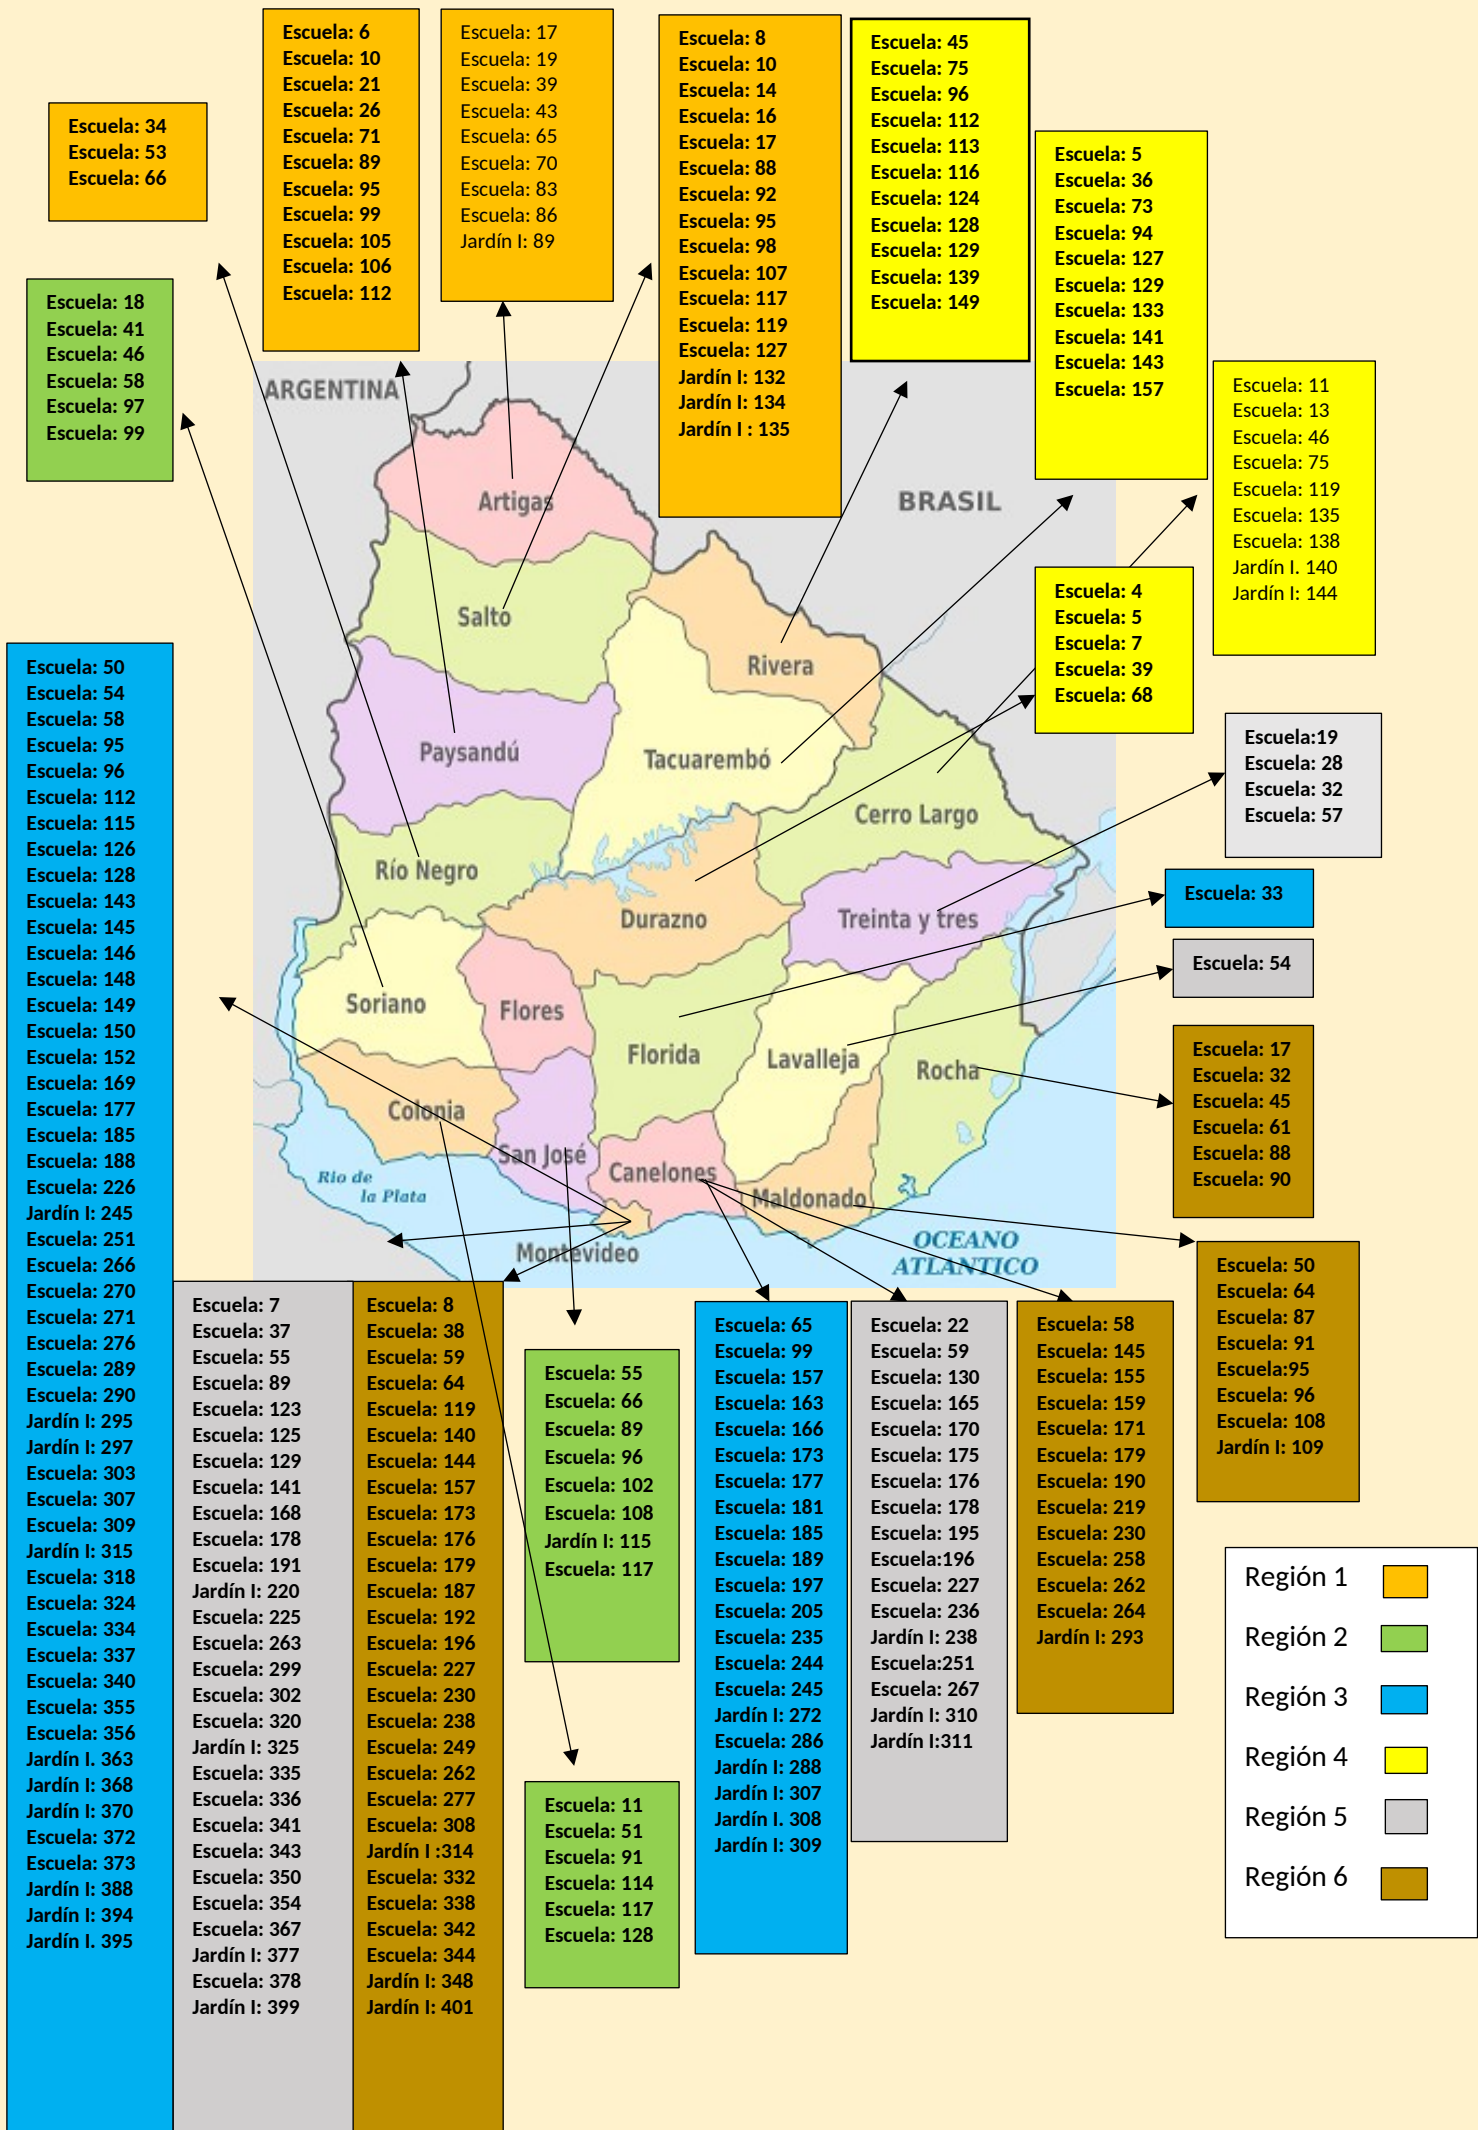 Escuela: 34
Escuela: 53
Escuela: 66
Escuela: 6
Escuela: 10
Escuela: 21
Escuela: 26
Escuela: 71
Escuela: 89
Escuela: 95
Escuela: 99
Escuela: 105
Escuela: 106
Escuela: 112
Escuela: 17
Escuela: 19
Escuela: 39
Escuela: 43
Escuela: 65
Escuela: 70
Escuela: 83
Escuela: 86
Jardín I: 89
Escuela: 8
Escuela: 10
Escuela: 14
Escuela: 16
Escuela: 17
Escuela: 88
Escuela: 92
Escuela: 95
Escuela: 98
Escuela: 107
Escuela: 117
Escuela: 119
Escuela: 127
Jardín I: 132
Jardín I: 134
Jardín I : 135
Escuela: 45
Escuela: 75
Escuela: 96
Escuela: 112
Escuela: 113
Escuela: 116
Escuela: 124
Escuela: 128
Escuela: 129
Escuela: 139
Escuela: 149
Escuela: 5
Escuela: 36
Escuela: 73
Escuela: 94
Escuela: 127
Escuela: 129
Escuela: 133
Escuela: 141
Escuela: 143
Escuela: 157
Escuela: 11
Escuela: 13
Escuela: 46
Escuela: 75
Escuela: 119
Escuela: 135
Escuela: 138
Jardín I. 140
Jardín I: 144
Escuela: 18
Escuela: 41
Escuela: 46
Escuela: 58
Escuela: 97
Escuela: 99
ARGENTINA
BRASIL
Artigas
Salto
Rivera
Paysandú
Tacuarembó
Cerro Largo
Río Negro
Durazno
Treinta y tres
Soriano
Flores
Florida
Lavalleja
Rocha
Colonia
San José
Canelones
Maldonado
Rio de
la Plata
Montevideo
OCEANO
ATLANTICO
Escuela: 4
Escuela: 5
Escuela: 7
Escuela: 39
Escuela: 68
Escuela:19
Escuela: 28
Escuela: 32
Escuela: 57
Escuela: 33
Escuela: 54
Escuela: 17
Escuela: 32
Escuela: 45
Escuela: 61
Escuela: 88
Escuela: 90
Escuela: 50
Escuela: 64
Escuela: 87
Escuela: 91
Escuela:95
Escuela: 96
Escuela: 108
Jardín I: 109
Escuela: 50
Escuela: 54
Escuela: 58
Escuela: 95
Escuela: 96
Escuela: 112
Escuela: 115
Escuela: 126
Escuela: 128
Escuela: 143
Escuela: 145
Escuela: 146
Escuela: 148
Escuela: 149
Escuela: 150
Escuela: 152
Escuela: 169
Escuela: 177
Escuela: 185
Escuela: 188
Escuela: 226
Jardín I: 245
Escuela: 251
Escuela: 266
Escuela: 270
Escuela: 271
Escuela: 276
Escuela: 289
Escuela: 290
Jardín I: 295
Jardín I: 297
Escuela: 303
Escuela: 307
Escuela: 309
Jardín I: 315
Escuela: 318
Escuela: 324
Escuela: 334
Escuela: 337
Escuela: 340
Escuela: 355
Escuela: 356
Jardín I. 363
Jardín I: 368
Jardín I: 370
Escuela: 372
Escuela: 373
Jardín I: 388
Jardín I: 394
Jardín I. 395
Escuela: 7
Escuela: 37
Escuela: 55
Escuela: 89
Escuela: 123
Escuela: 125
Escuela: 129
Escuela: 141
Escuela: 168
Escuela: 178
Escuela: 191
Jardín I: 220
Escuela: 225
Escuela: 263
Escuela: 299
Escuela: 302
Escuela: 320
Jardín I: 325
Escuela: 335
Escuela: 336
Escuela: 341
Escuela: 343
Escuela: 350
Escuela: 354
Escuela: 367
Jardín I: 377
Escuela: 378
Jardín I: 399
Escuela: 8
Escuela: 38
Escuela: 59
Escuela: 64
Escuela: 119
Escuela: 140
Escuela: 144
Escuela: 157
Escuela: 173
Escuela: 176
Escuela: 179
Escuela: 187
Escuela: 192
Escuela: 196
Escuela: 227
Escuela: 230
Escuela: 238
Escuela: 249
Escuela: 262
Escuela: 277
Escuela: 308
Jardín I :314
Escuela: 332
Escuela: 338
Escuela: 342
Escuela: 344
Jardín I: 348
Jardín I: 401
Escuela: 55
Escuela: 66
Escuela: 89
Escuela: 96
Escuela: 102
Escuela: 108
Jardín I: 115
Escuela: 117
Escuela: 11
Escuela: 51
Escuela: 91
Escuela: 114
Escuela: 117
Escuela: 128
Escuela: 65
Escuela: 99
Escuela: 157
Escuela: 163
Escuela: 166
Escuela: 173
Escuela: 177
Escuela: 181
Escuela: 185
Escuela: 189
Escuela: 197
Escuela: 205
Escuela: 235
Escuela: 244
Escuela: 245
Jardín I: 272
Escuela: 286
Jardín I: 288
Jardín I: 307
Jardín I. 308
Jardín I: 309
Escuela: 22
Escuela: 59
Escuela: 130
Escuela: 165
Escuela: 170
Escuela: 175
Escuela: 176
Escuela: 178
Escuela: 195
Escuela:196
Escuela: 227
Escuela: 236
Jardín I: 238
Escuela:251
Escuela: 267
Jardín I: 310
Jardín I:311
Escuela: 58
Escuela: 145
Escuela: 155
Escuela: 159
Escuela: 171
Escuela: 179
Escuela: 190
Escuela: 219
Escuela: 230
Escuela: 258
Escuela: 262
Escuela: 264
Jardín I: 293
Región 1
Región 2
Región 3
Región 4
Región 5
Región 6